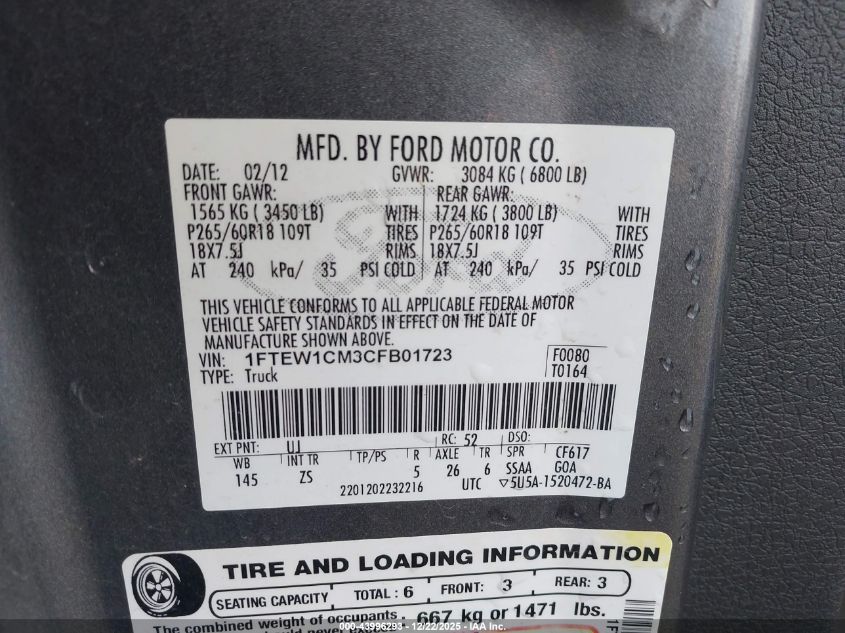 MFD. BY FORD MOTOR CO.
DATE: 02/12 GVWR: 3084 KG ( 6800 LB)
FRONT GAWR: REAR GAWR:
1565 KG ( 3450 LB) WITH 1724 KG ( 3800 LB) WITH
P265/60R18 109T TIRES P265/60R18 109T TIRES
18X7.5J RIMS 18X7.5J RIMS
AT 240 kPa/ 35 PSI COLD AT 240 kPa/ 35 PSI COLD
THIS VEHICLE CONFORMS TO ALL APPLICABLE FEDERAL MOTOR
VEHICLE SAFETY STANDARDS IN EFFECT ON THE DATE OF
MANUFACTURE SHOWN ABOVE.
VIN: 1FTEW1CM3CFB01723 F0080
TYPE: Truck T0164
EXT PNT: UJ RC: 52 DSO:
WB INT TR TP/PS R AXLE TR SPR CF617
145 ZS 5 26 6 SSAA GOA
2201202232216 UTC ▽5U5A-1520472-BA
TIRE AND LOADING INFORMATION
SEATING CAPACITY TOTAL : 6 FRONT: 3 REAR: 3
The combined weight of occupants 667 kg or 1471 lbs.
000-43996293 - 12/22/2025 - IAA Inc.